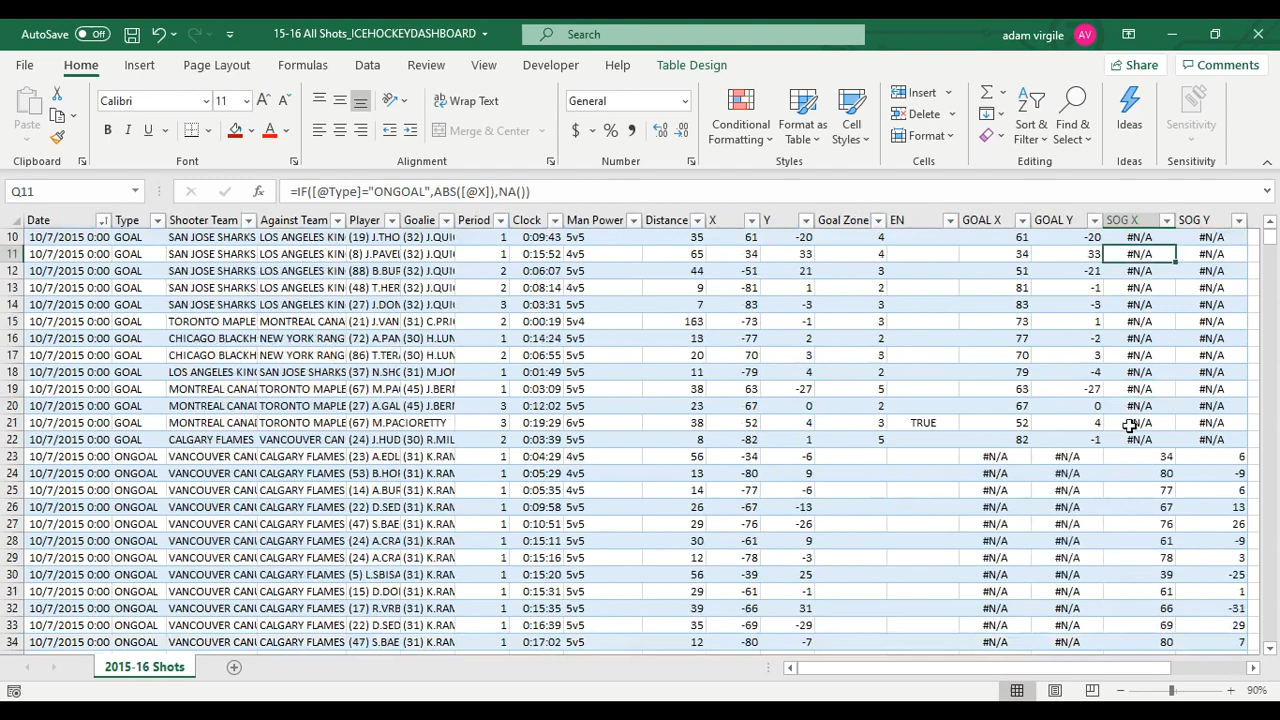 AutoSave Off 15-16 All Shots_ICEHOCKEYDASHBOARD Search adam virgile AV
File Home Insert Page Layout Formulas Data Review View Developer Help Table Design Share Comments
Paste Calibri 11 Wrap Text General Conditional Formatting Format as Table Cell Styles Insert Sort & Filter Find & Select Ideas Sensitivity
B I U Merge & Center $ % Delete
Format
Clipboard Font Alignment Number Styles Cells Editing Ideas Sensitivity
Q11 fx =IF([@Type]="ONGOAL",ABS([@X]),NA())
Date Type Shooter Team Against Team Player Goalie Period Clock Man Power Distance X Y Goal Zone EN GOAL X GOAL Y SOG X SOG Y
10 10/7/2015 0:00 GOAL SAN JOSE SHARKS LOS ANGELES KIN (19) J.THO (32) J.QUI 1 0:09:43 5v5 35 61 -20 4 61 -20 #N/A #N/A
11 10/7/2015 0:00 GOAL SAN JOSE SHARKS LOS ANGELES KIN (8) J.PAVE (32) J.QUI 1 0:15:52 4v5 65 34 33 4 34 33 #N/A #N/A
12 10/7/2015 0:00 GOAL SAN JOSE SHARKS LOS ANGELES KIN (88) B.BUR (32) J.QUI 2 0:06:07 5v5 44 -51 21 3 51 -21 #N/A #N/A
13 10/7/2015 0:00 GOAL SAN JOSE SHARKS LOS ANGELES KIN (48) T.HER (32) J.QUI 2 0:08:14 4v5 9 -81 1 2 81 -1 #N/A #N/A
14 10/7/2015 0:00 GOAL SAN JOSE SHARKS LOS ANGELES KIN (27) J.DON (32) J.QUI 3 0:03:31 5v5 7 83 -3 3 83 -3 #N/A #N/A
15 10/7/2015 0:00 GOAL TORONTO MAPLE MONTREAL CANA (21) J.VAN (31) C.PRI 2 0:00:19 5v4 163 -73 -1 3 73 1 #N/A #N/A
16 10/7/2015 0:00 GOAL CHICAGO BLACKH NEW YORK RANG (72) A.PAN (30) H.LUN 1 0:14:24 5v5 13 -77 2 2 77 -2 #N/A #N/A
17 10/7/2015 0:00 GOAL CHICAGO BLACKH NEW YORK RANG (86) T.TER (30) H.LUN 2 0:06:55 5v5 20 70 3 3 70 3 #N/A #N/A
18 10/7/2015 0:00 GOAL LOS ANGELES KIN SAN JOSE SHARKS (37) N.SHO (31) M.JON 1 0:01:49 5v5 11 -79 4 2 79 -4 #N/A #N/A
19 10/7/2015 0:00 GOAL MONTREAL CANA TORONTO MAPLE (67) M.PAC (45) J.BERN 1 0:03:09 5v5 38 63 -27 5 63 -27 #N/A #N/A
20 10/7/2015 0:00 GOAL MONTREAL CANA TORONTO MAPLE (27) A.GAL (45) J.BERN 3 0:12:02 5v5 23 67 0 2 67 0 #N/A #N/A
21 10/7/2015 0:00 GOAL MONTREAL CANA TORONTO MAPLE (67) M.PACIORETTY 3 0:19:31 6v5 38 52 4 3 TRUE 52 4 #N/A
22 10/7/2015 0:00 GOAL CALGARY FLAMES VANCOUVER CAN (24) J.HUD (30) R.MIL 2 0:03:39 5v5 8 -82 1 5 82 -1 #N/A #N/A
23 10/7/2015 0:00 ONGOAL VANCOUVER CANU CALGARY FLAMES (23) A.EDL (31) K.RAM 1 0:04:29 4v5 56 -34 -6 #N/A #N/A 34 6
24 10/7/2015 0:00 ONGOAL VANCOUVER CANU CALGARY FLAMES (53) B.HOR (31) K.RAM 1 0:05:29 4v5 13 -80 9 #N/A #N/A 80 -9
25 10/7/2015 0:00 ONGOAL VANCOUVER CANU CALGARY FLAMES (14) A.BUR (31) K.RAM 1 0:05:35 4v5 14 -77 -6 #N/A #N/A 77 6
26 10/7/2015 0:00 ONGOAL VANCOUVER CANU CALGARY FLAMES (22) D.SED (31) K.RAM 1 0:09:58 5v5 26 -67 -13 #N/A #N/A 67 13
27 10/7/2015 0:00 ONGOAL VANCOUVER CANU CALGARY FLAMES (47) S.BAE (31) K.RAM 1 0:10:51 5v5 29 -76 -26 #N/A #N/A 76 26
28 10/7/2015 0:00 ONGOAL VANCOUVER CANU CALGARY FLAMES (24) A.CRA (31) K.RAM 1 0:15:11 5v5 30 -61 9 #N/A #N/A 61 -9
29 10/7/2015 0:00 ONGOAL VANCOUVER CANU CALGARY FLAMES (24) A.CRA (31) K.RAM 1 0:15:16 5v5 12 -78 -3 #N/A #N/A 78 3
30 10/7/2015 0:00 ONGOAL VANCOUVER CANU CALGARY FLAMES (5) L.SBISA (31) K.RAM 1 0:15:20 5v5 56 -39 25 #N/A #N/A 39 -25
31 10/7/2015 0:00 ONGOAL VANCOUVER CANU CALGARY FLAMES (15) D.DOR (31) K.RAM 1 0:15:31 5v5 29 -61 -1 #N/A #N/A 61 1
32 10/7/2015 0:00 ONGOAL VANCOUVER CANU CALGARY FLAMES (17) R.VRB (31) K.RAM 1 0:15:35 5v5 39 -66 31 #N/A #N/A 66 -31
33 10/7/2015 0:00 ONGOAL VANCOUVER CANU CALGARY FLAMES (22) D.SED (31) K.RAM 1 0:16:39 5v5 35 -69 -29 #N/A #N/A 69 29
34 10/7/2015 0:00 ONGOAL VANCOUVER CANU CALGARY FLAMES (47) S.BAE (31) K.RAM 1 0:17:02 5v5 12 -80 -7 #N/A #N/A 80 7
2015-16 Shots
90%